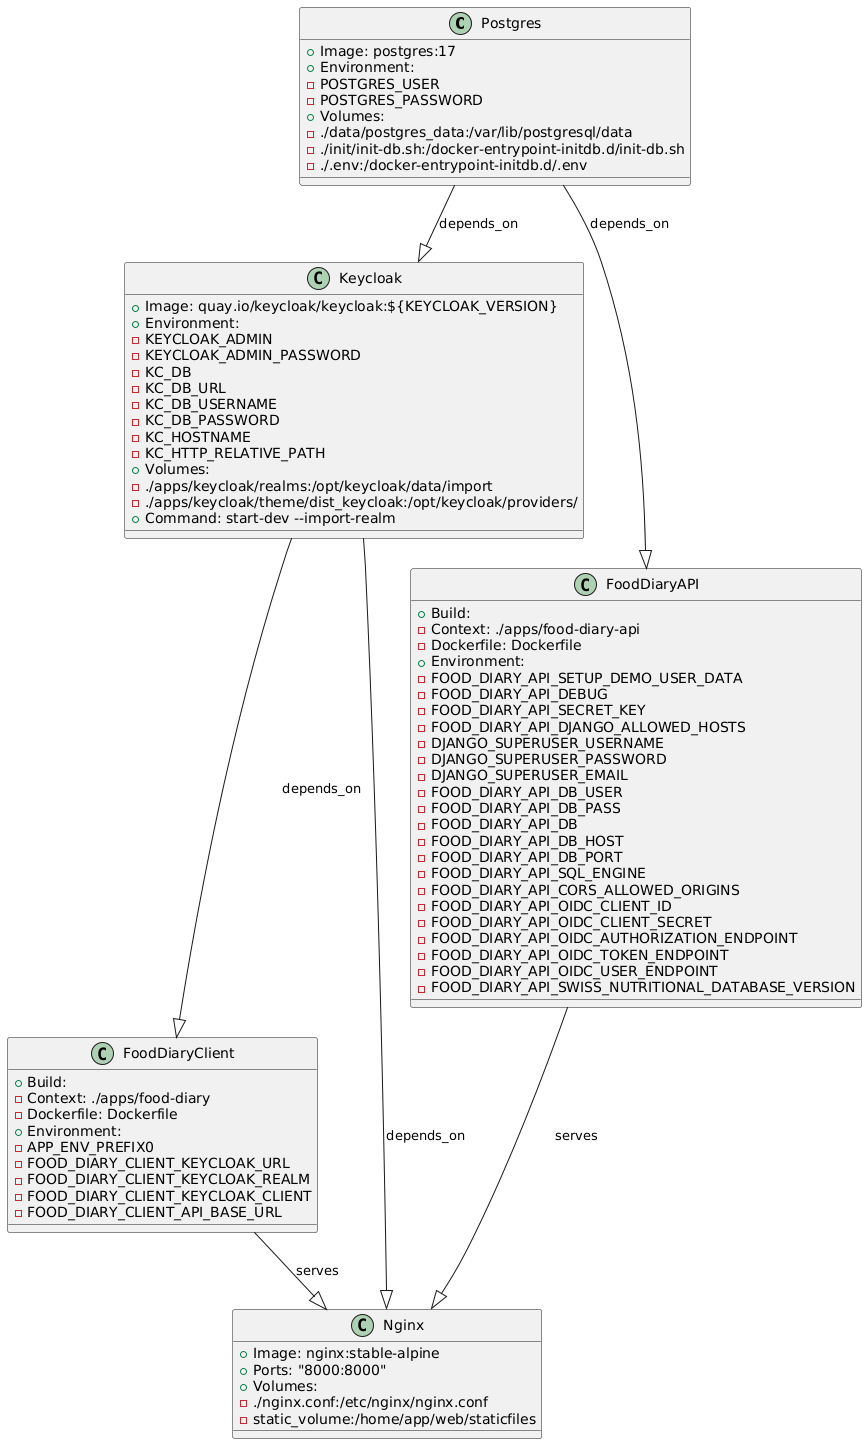 C Postgres
Image: postgres:17
Environment:
POSTGRES_USER
POSTGRES_PASSWORD
Volumes:
./data/postgres_data:/var/lib/postgresql/data
./init/init-db.sh:/docker-entrypoint-initdb.d/init-db.sh
./.env:/docker-entrypoint-initdb.d/.env
depends_on
depends_on
C Keycloak
Image: quay.io/keycloak/keycloak:${KEYCLOAK_VERSION}
Environment:
KEYCLOAK_ADMIN
KEYCLOAK_ADMIN_PASSWORD
KC_DB
KC_DB_URL
KC_DB_USERNAME
KC_DB_PASSWORD
KC_HOSTNAME
KC_HTTP_RELATIVE_PATH
Volumes:
./apps/keycloak/realms:/opt/keycloak/data/import
./apps/keycloak/theme/dist_keycloak:/opt/keycloak/providers/
Command: start-dev --import-realm
C FoodDiaryAPI
Build:
Context: ./apps/food-diary-api
Dockerfile: Dockerfile
Environment:
FOOD_DIARY_API_SETUP_DEMO_USER_DATA
FOOD_DIARY_API_DEBUG
FOOD_DIARY_API_SECRET_KEY
FOOD_DIARY_API_DJANGO_ALLOWED_HOSTS
DJANGO_SUPERUSER_USERNAME
DJANGO_SUPERUSER_PASSWORD
DJANGO_SUPERUSER_EMAIL
FOOD_DIARY_API_DB_USER
FOOD_DIARY_API_DB_PASS
FOOD_DIARY_API_DB
FOOD_DIARY_API_DB_HOST
FOOD_DIARY_API_DB_PORT
FOOD_DIARY_API_SQL_ENGINE
FOOD_DIARY_API_CORS_ALLOWED_ORIGINS
FOOD_DIARY_API_OIDC_CLIENT_ID
FOOD_DIARY_API_OIDC_CLIENT_SECRET
FOOD_DIARY_API_OIDC_AUTHORIZATION_ENDPOINT
FOOD_DIARY_API_OIDC_TOKEN_ENDPOINT
FOOD_DIARY_API_OIDC_USER_ENDPOINT
FOOD_DIARY_API_SWISS_NUTRITIONAL_DATABASE_VERSION
depends_on
C FoodDiaryClient
Build:
Context: ./apps/food-diary
Dockerfile: Dockerfile
Environment:
APP_ENV_PREFIX0
FOOD_DIARY_CLIENT_KEYCLOAK_URL
FOOD_DIARY_CLIENT_KEYCLOAK_REALM
FOOD_DIARY_CLIENT_KEYCLOAK_CLIENT
FOOD_DIARY_CLIENT_API_BASE_URL
depends_on
serves
serves
C Nginx
Image: nginx:stable-alpine
Ports: "8000:8000"
Volumes:
./nginx.conf:/etc/nginx/nginx.conf
static_volume:/home/app/web/staticfiles